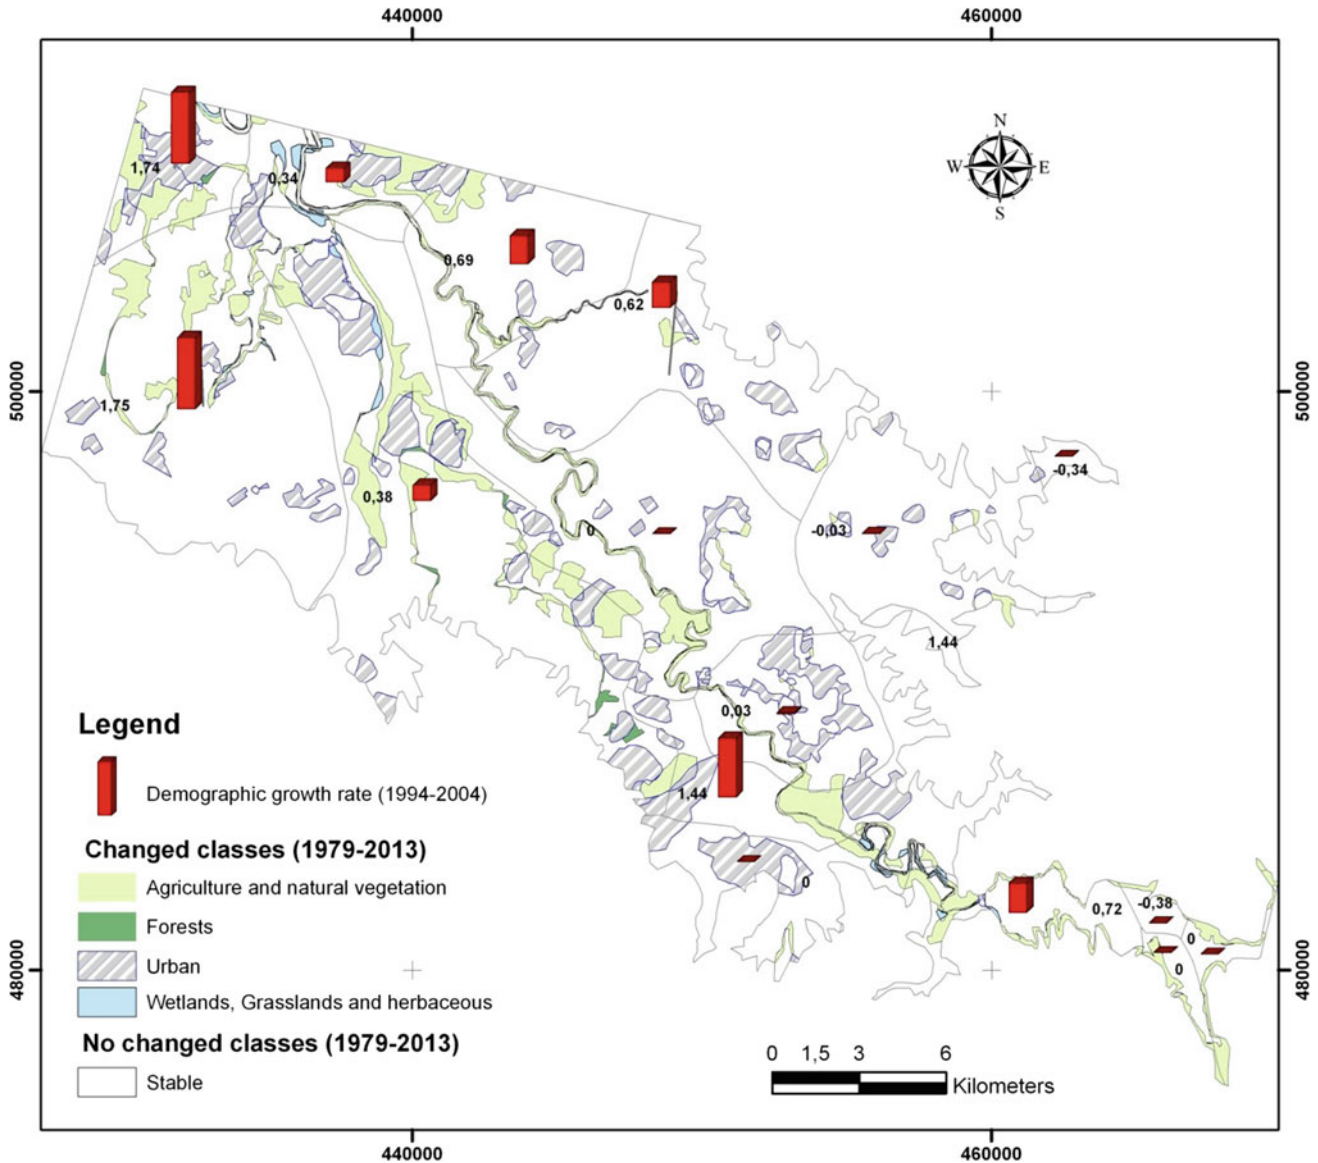 440000 460000
N
W E
S
1,74
0,34
0,69
0,62
500000 500000
1,75
-0,34
0,38
0
-0,03
1,44
0,03
Legend
Demographic growth rate (1994-2004)
1,44
Changed classes (1979-2013)
Agriculture and natural vegetation
0
Forests
0,72
-0,38
0
Urban
0
480000 480000
Wetlands, Grasslands and herbaceous
No changed classes (1979-2013)
Stable
0 1,5 3 6
Kilometers
440000 460000